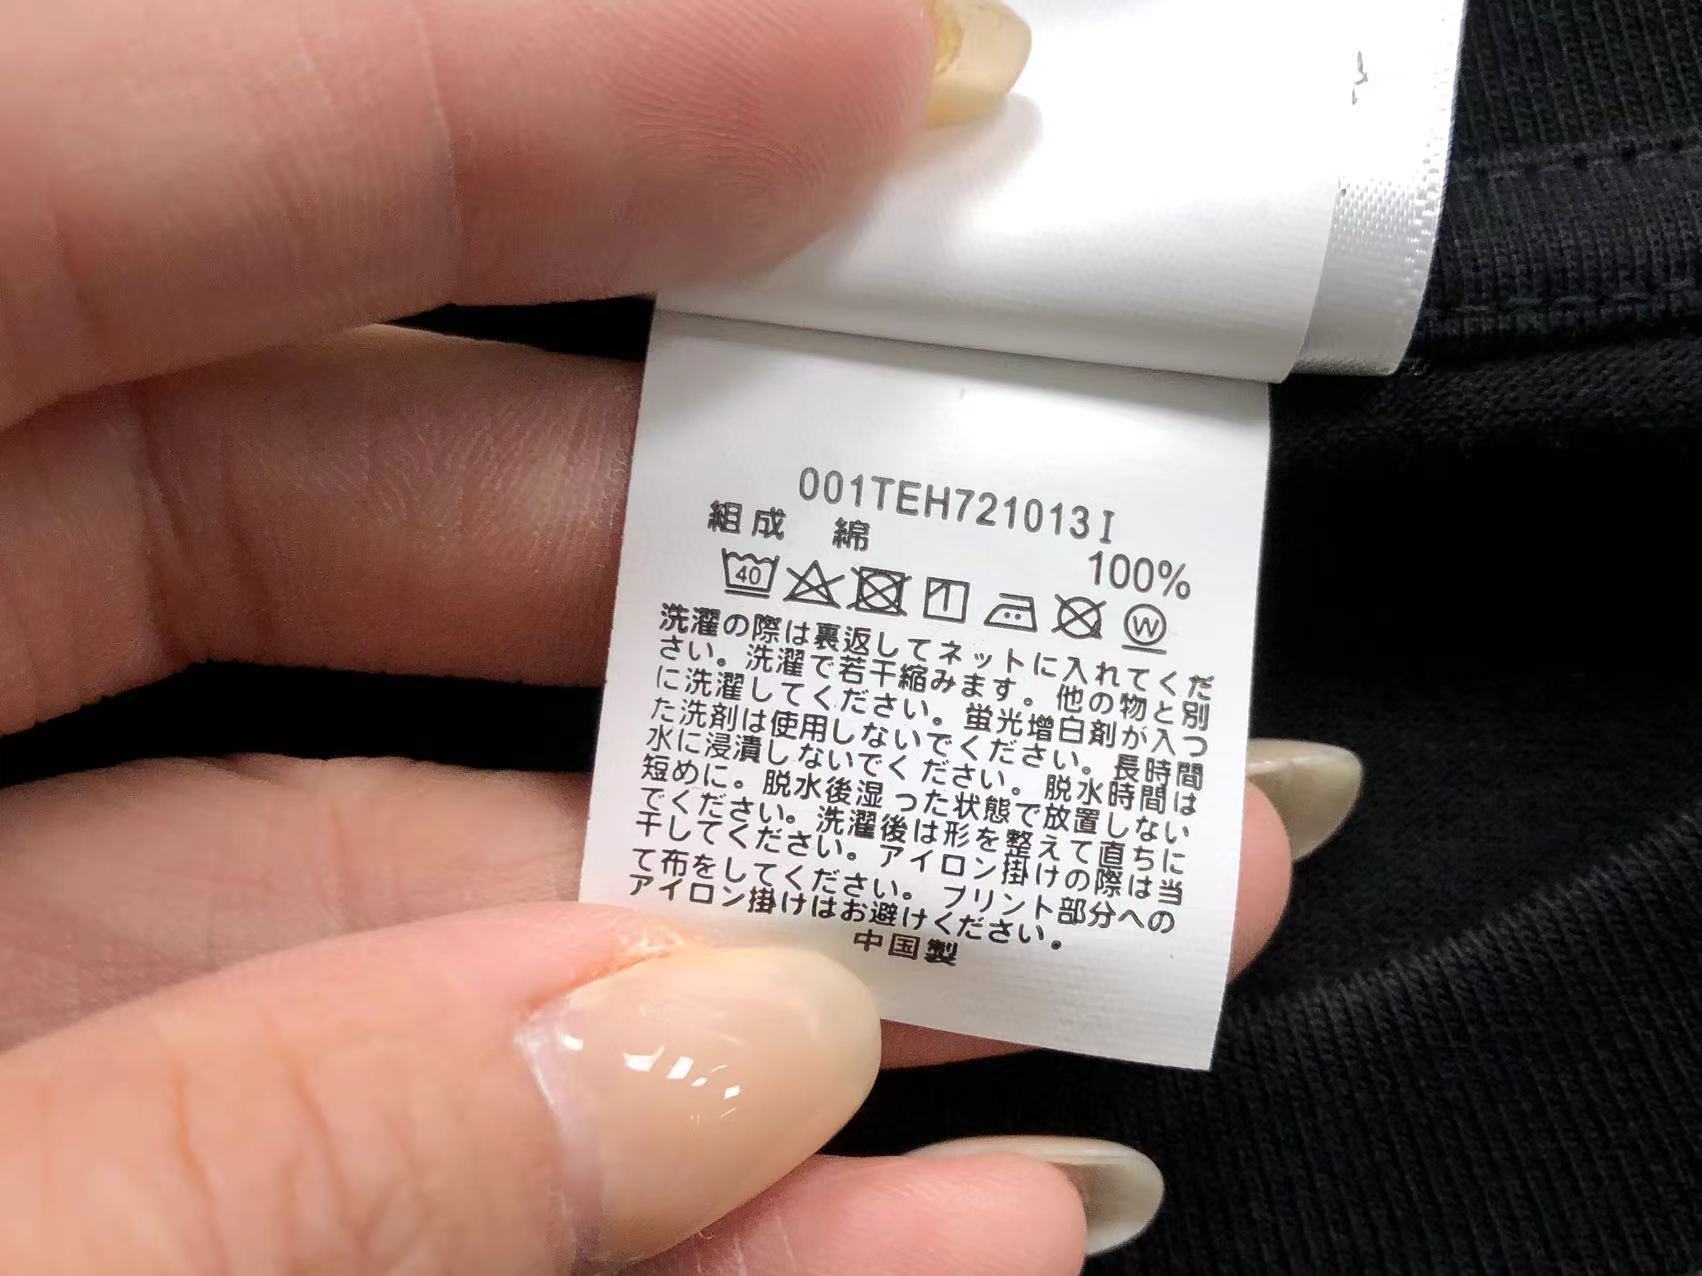 001TEH721013I
組成 綿 100%
40 W
洗濯の際は裏返してネットに入れてくだ
さい。洗濯で若干縮みます。他の物と別
に洗濯してください。蛍光増白剤が入っ
た洗剤は使用しないでください。長時間
水に浸漬しないでください。脱水時間は
短めに。脱水後湿った状態で放置しない
でください。洗濯後は形を整えて直ちに
干してください。アイロン掛けの際は当
て布をしてください。プリント部分への
アイロン掛けはお避けください。
中国製